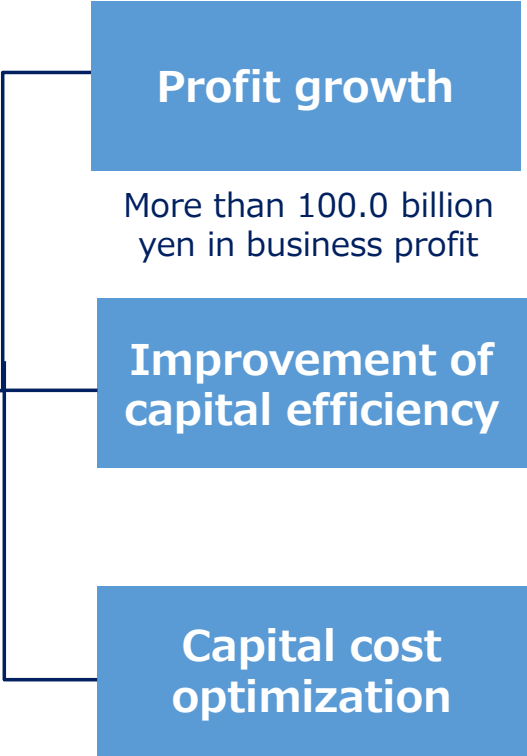 Profit growth
More than 100.0 billion
yen in business profit
Improvement of
capital efficiency
Capital cost
optimization